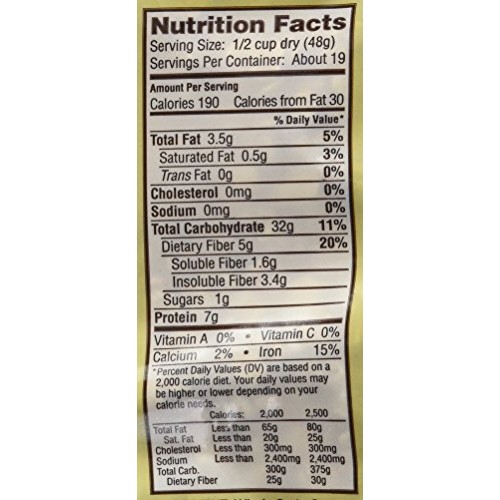 Nutrition Facts
Serving Size: 1/2 cup dry (48g)
Servings Per Container: About 19
Amount Per Serving
Calories 190 Calories from Fat 30
% Daily Value*
Total Fat 3.5g 5%
Saturated Fat 0.5g 3%
Trans Fat 0g 0%
Cholesterol 0mg 0%
Sodium 0mg 0%
Total Carbohydrate 32g 11%
Dietary Fiber 5g 20%
Soluble Fiber 1.6g
Insoluble Fiber 3.4g
Sugars 1g
Protein 7g
Vitamin A 0% • Vitamin C 0%
Calcium 2% • Iron 15%
*Percent Daily Values (DV) are based on a
2,000 calorie diet. Your daily values may
be higher or lower depending on your
calorie needs.
Calories: 2,000 2,500
Total Fat Less than 65g 80g
Sat. Fat Less than 20g 25g
Cholesterol Less than 300mg 300mg
Sodium Less than 2,400mg 2,400mg
Total Carb. 300g 375g
Dietary Fiber 25g 30g